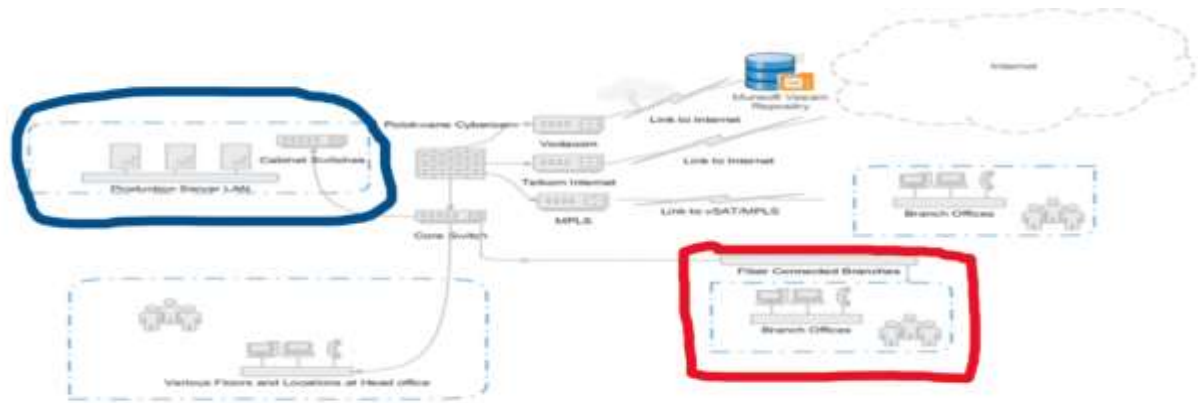 Internet
Munsoft Veeam
Repository
Polokwane Cyberoam
Link to Internet
Vodacom
Cabinet Switches
Link to Internet
Production Server LAN
Telkom Internet
Link to vSAT/MPLS
Branch Offices
MPLS
Core Switch
Fiber Connected Branches
Branch Offices
Various Floors and Locations at Head office